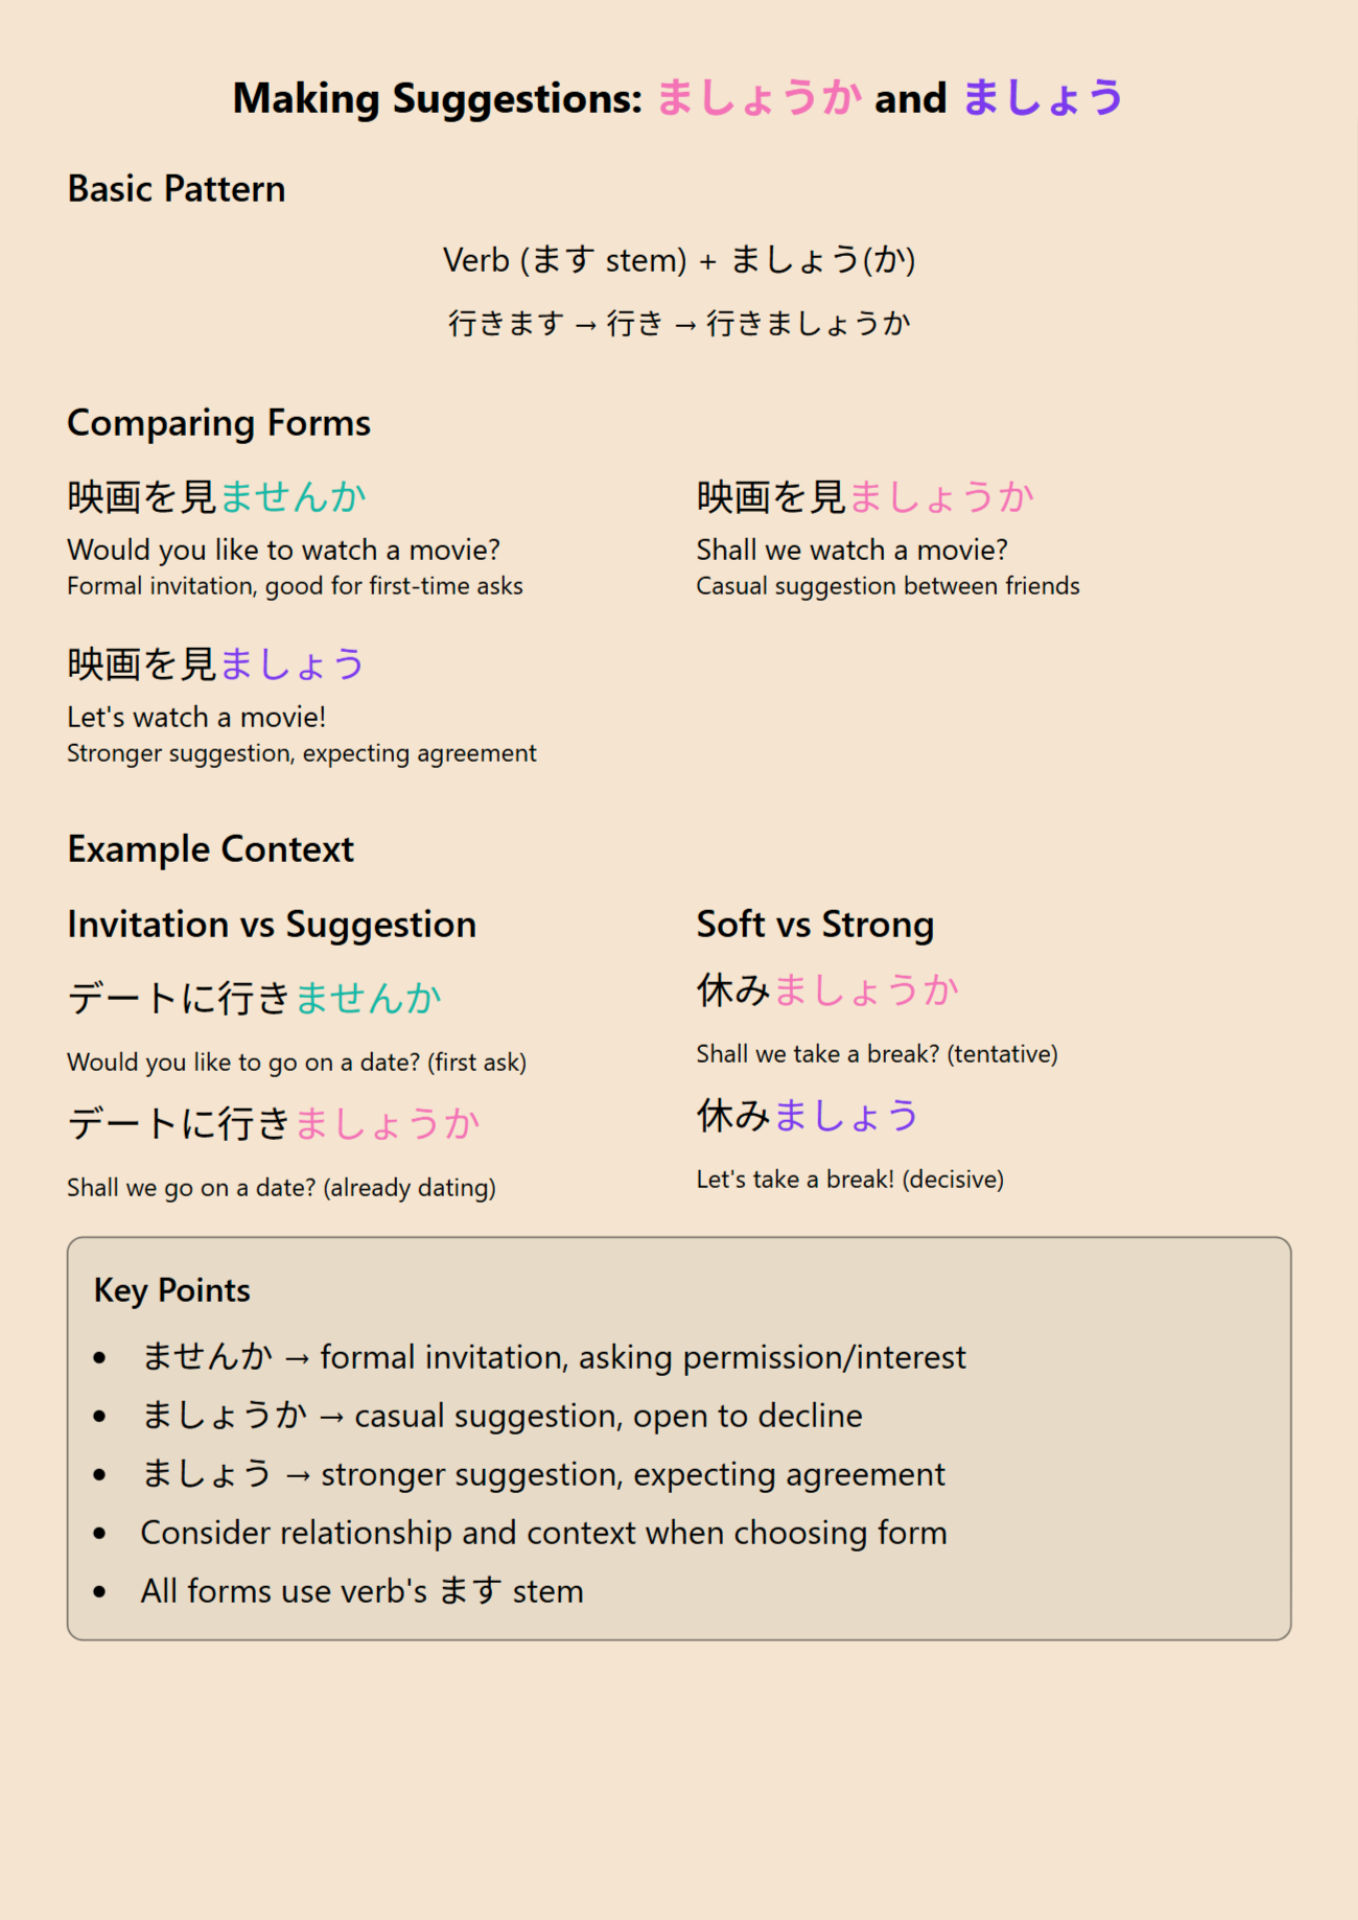 Making Suggestions: ましょうか and ましょう
Basic Pattern
Verb (ます stem) + ましょう(か)
行きます → 行き → 行きましょうか
Comparing Forms
映画を見ませんか
Would you like to watch a movie?
Formal invitation, good for first-time asks
映画を見ましょうか
Shall we watch a movie?
Casual suggestion between friends
映画を見ましょう
Let's watch a movie!
Stronger suggestion, expecting agreement
Example Context
Invitation vs Suggestion
デートに行きませんか
Would you like to go on a date? (first ask)
デートに行きましょうか
Shall we go on a date? (already dating)
Soft vs Strong
休みましょうか
Shall we take a break? (tentative)
休みましょう
Let's take a break! (decisive)
Key Points
• ませんか → formal invitation, asking permission/interest
• ましょうか → casual suggestion, open to decline
• ましょう → stronger suggestion, expecting agreement
• Consider relationship and context when choosing form
• All forms use verb's ます stem